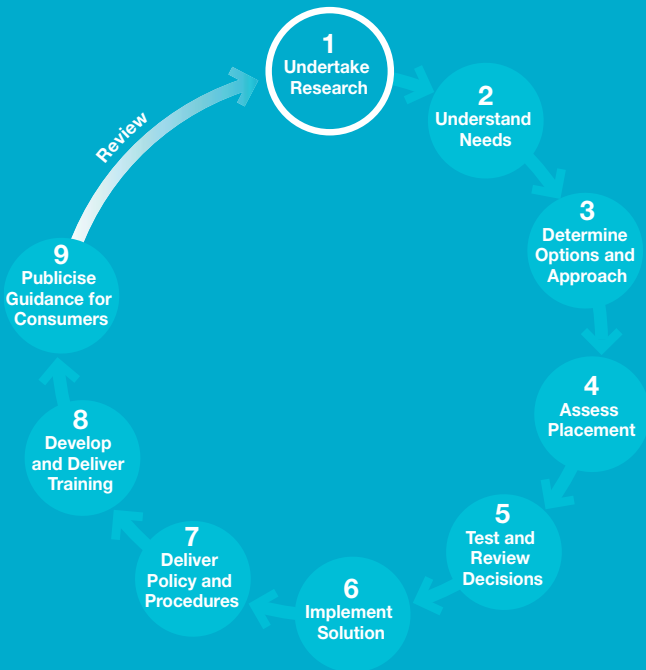 1
Undertake
Research
2
Understand
Needs
3
Determine
Options and
Approach
4
Assess
Placement
5
Test and
Review
Decisions
6
Implement
Solution
7
Deliver
Policy and
Procedures
8
Develop
and Deliver
Training
9
Publicise
Guidance for
Consumers
Review